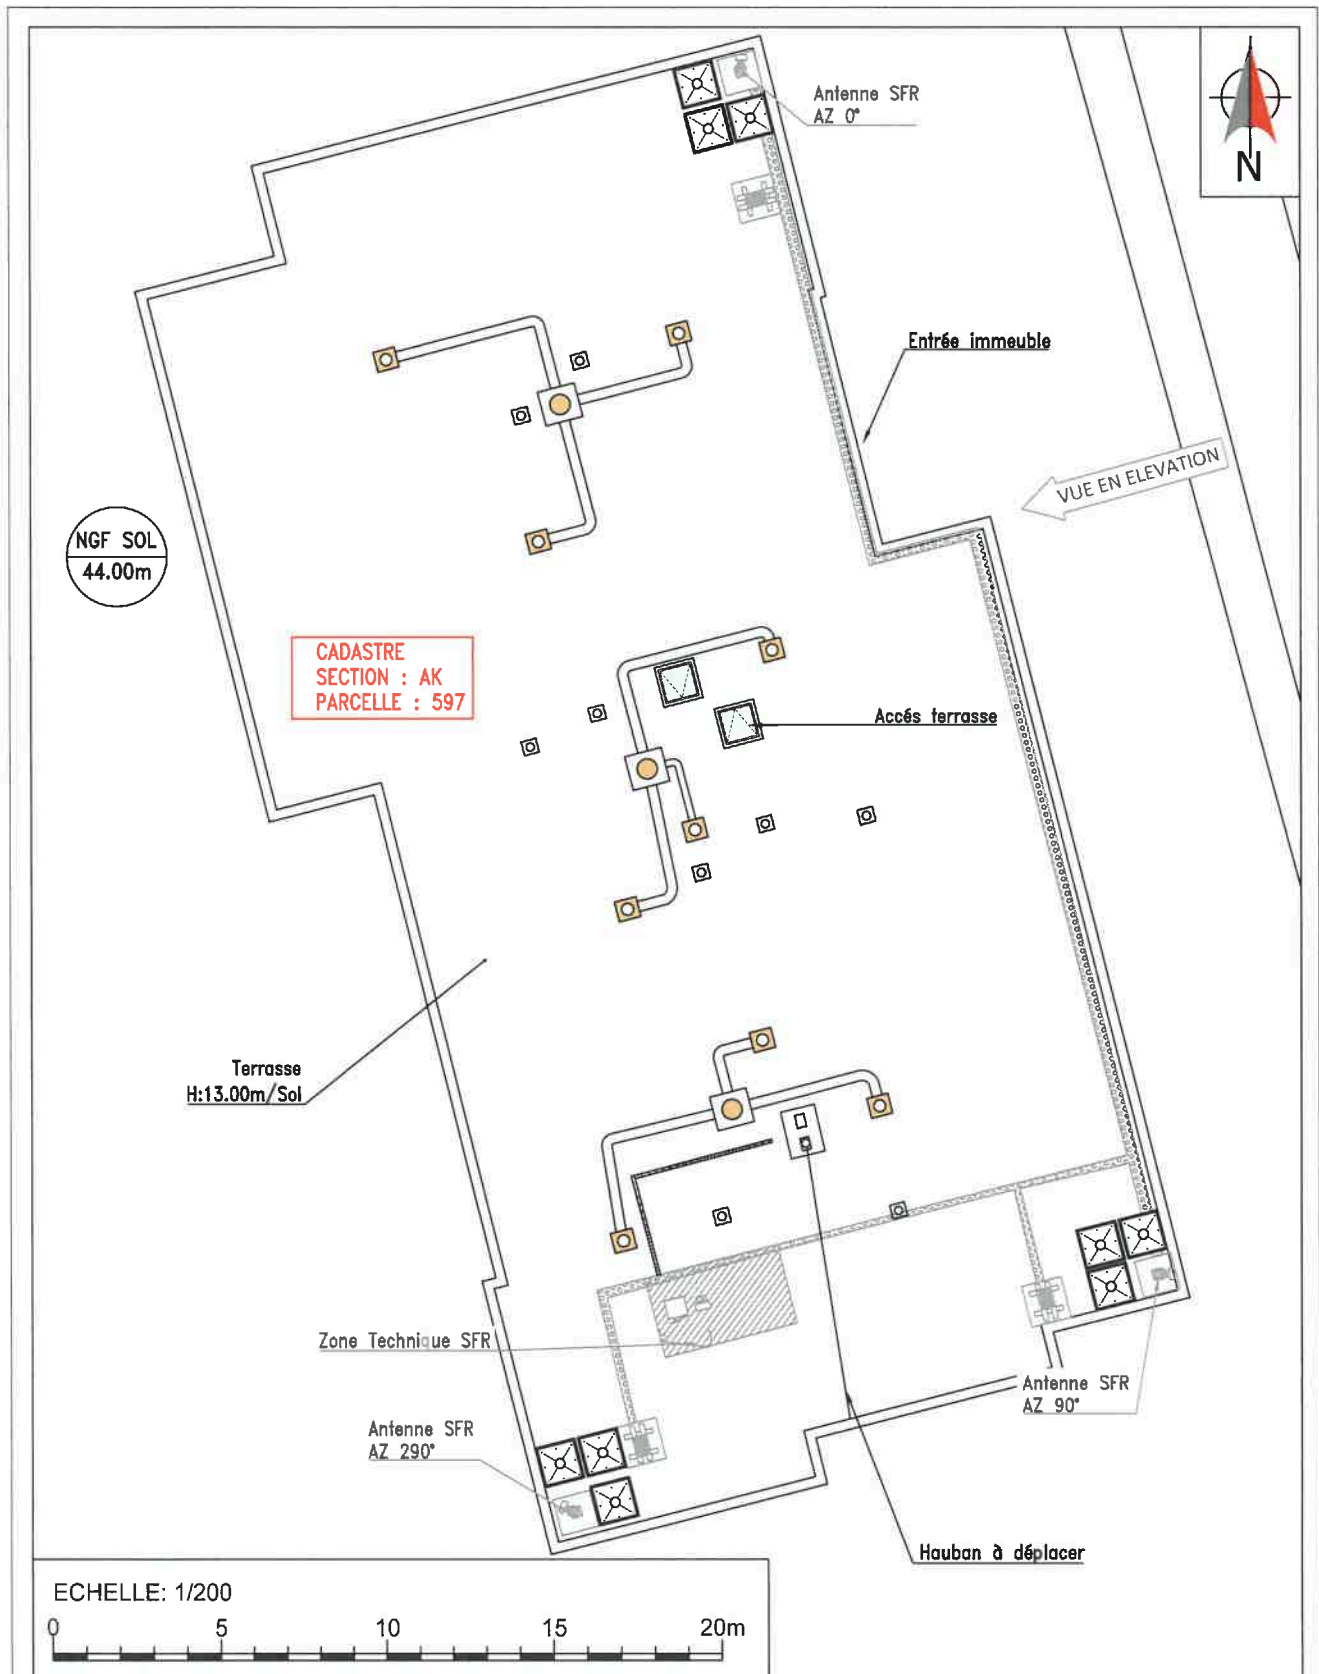 Antenne SFR
AZ 0°
N
Entrée immeuble
VUE EN ELEVATION
NGF SOL
44.00m
CADASTRE
SECTION : AK
PARCELLE : 597
Accés terrasse
Terrasse
H:13.00m/Sol
Zone Technique SFR
Antenne SFR
AZ 90°
Antenne SFR
AZ 290°
Hauban à déplacer
ECHELLE: 1/200
0 5 10 15 20m